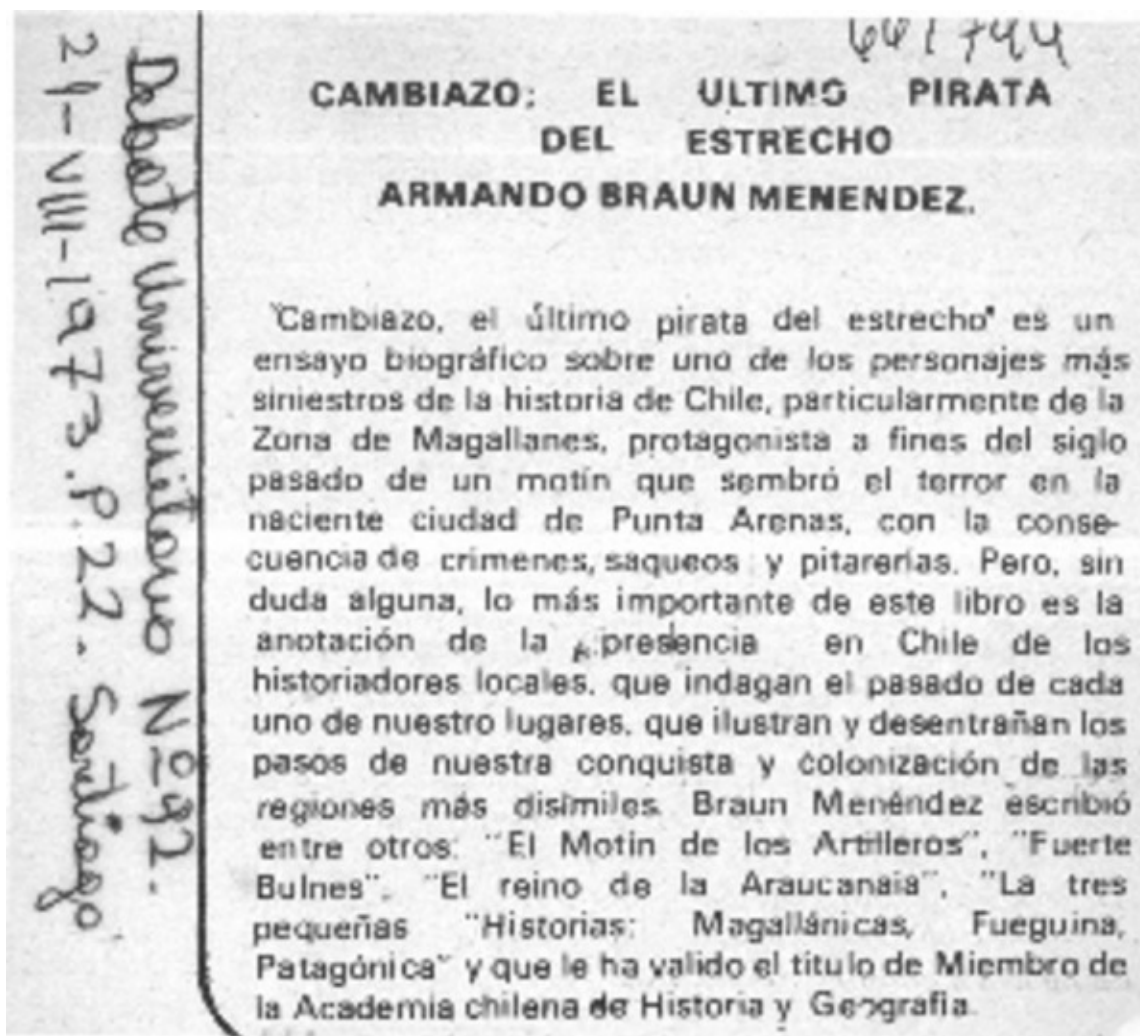 661744
CAMBIAZO: EL ULTIMO PIRATA
DEL ESTRECHO
ARMANDO BRAUN MENENDEZ.
"Cambiazo, el último pirata del estrecho" es un
ensayo biográfico sobre uno de los personajes más
siniestros de la historia de Chile, particularmente de la
Zona de Magallanes, protagonista a fines del siglo
pasado de un motín que sembró el terror en la
naciente ciudad de Punta Arenas, con la conse-
cuencia de crímenes, saqueos y pitarerías. Pero, sin
duda alguna, lo más importante de este libro es la
anotación de la presencia en Chile de los
historiadores locales, que indagan el pasado de cada
uno de nuestro lugares, que ilustran y desentrañan los
pasos de nuestra conquista y colonización de las
regiones más disímiles. Braun Menéndez escribió
entre otros: "El Motín de los Artilleros", "Fuerte
Bulnes", "El reino de la Araucanaia", "La tres
pequeñas "Historias: Magallánicas, Fueguina,
Patagónica" y que le ha valido el título de Miembro de
la Academia chilena de Historia y Geografía.
Debate Universitario Nº 92.
24-VIII-1973. P. 22. Santiago